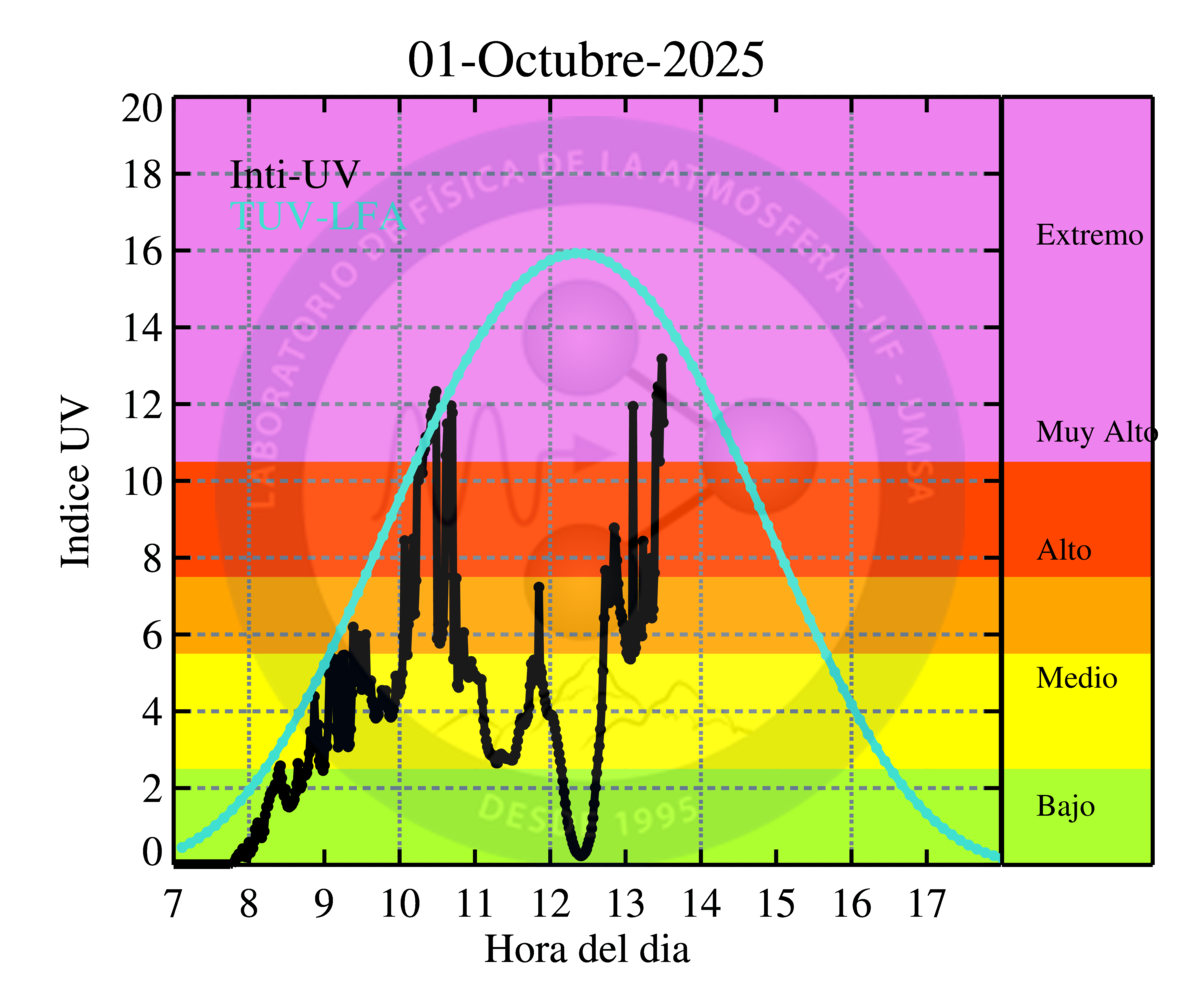 01-Octubre-2025
Inti-UV
TUV-LFA
LABORATORIO DE FÍSICA DE LA ATMÓSFERA - IIF - UMSA
DESDE 1995
20
18
16
14
12
10
8
6
4
2
0
Indice UV
Extremo
Muy Alto
Alto
Medio
Bajo
7 8 9 10 11 12 13 14 15 16 17
Hora del dia